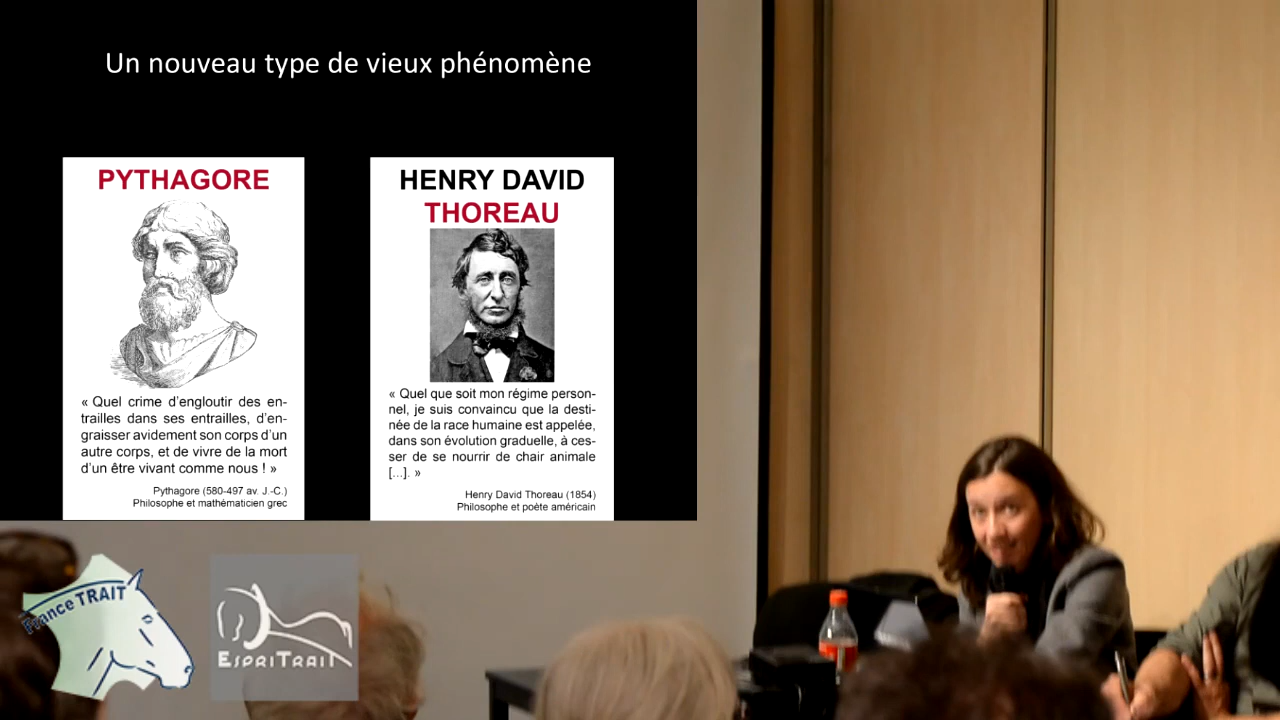 Un nouveau type de vieux phénomène
PYTHAGORE
« Quel crime d'engloutir des en-
trailles dans ses entrailles, d'en-
graisser avidement son corps d'un
autre corps, et de vivre de la mort
d'un être vivant comme nous ! »
Pythagore (580-497 av. J.-C.)
Philosophe et mathématicien grec
HENRY DAVID
THOREAU
« Quel que soit mon régime person-
nel, je suis convaincu que la desti-
née de la race humaine est appelée,
dans son évolution graduelle, à ces-
ser de se nourrir de chair animale
[...]. »
Henry David Thoreau (1854)
Philosophe et poète américain
France TRAIT
ESPRITRAIT